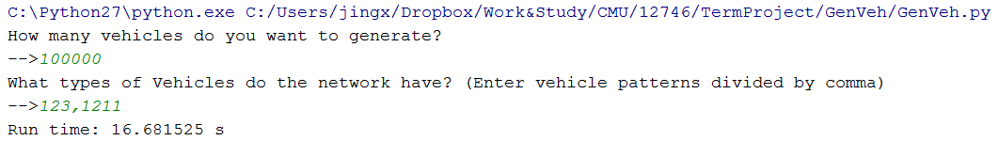 C:\Python27\python.exe C:/Users/jingx/Dropbox/Work&Study/CMU/12746/TermProject/GenVeh/GenVeh.py
How many vehicles do you want to generate?
-->100000
What types of Vehicles do the network have? (Enter vehicle patterns divided by comma)
-->123,1211
Run time: 16.681525 s